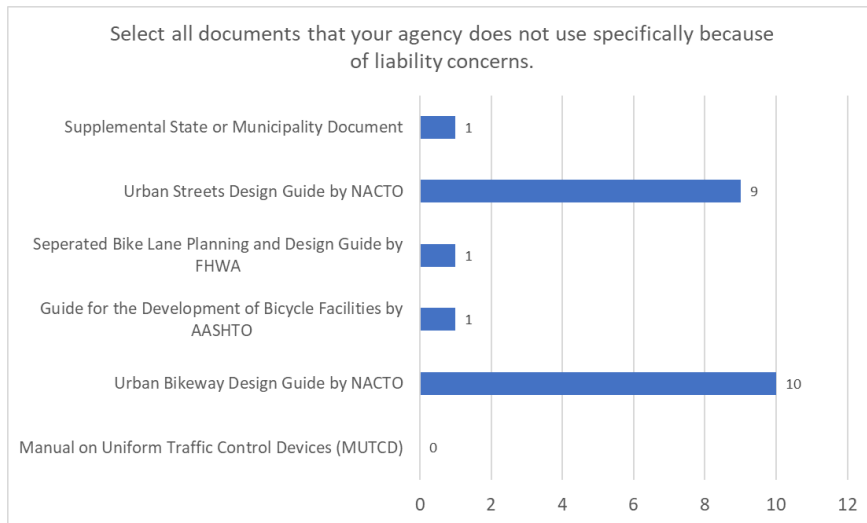 Select all documents that your agency does not use specifically because
of liability concerns.
Supplemental State or Municipality Document
1
Urban Streets Design Guide by NACTO
9
Seperated Bike Lane Planning and Design Guide by
FHWA
1
Guide for the Development of Bicycle Facilities by
AASHTO
1
Urban Bikeway Design Guide by NACTO
10
Manual on Uniform Traffic Control Devices (MUTCD)
0
0 2 4 6 8 10 12